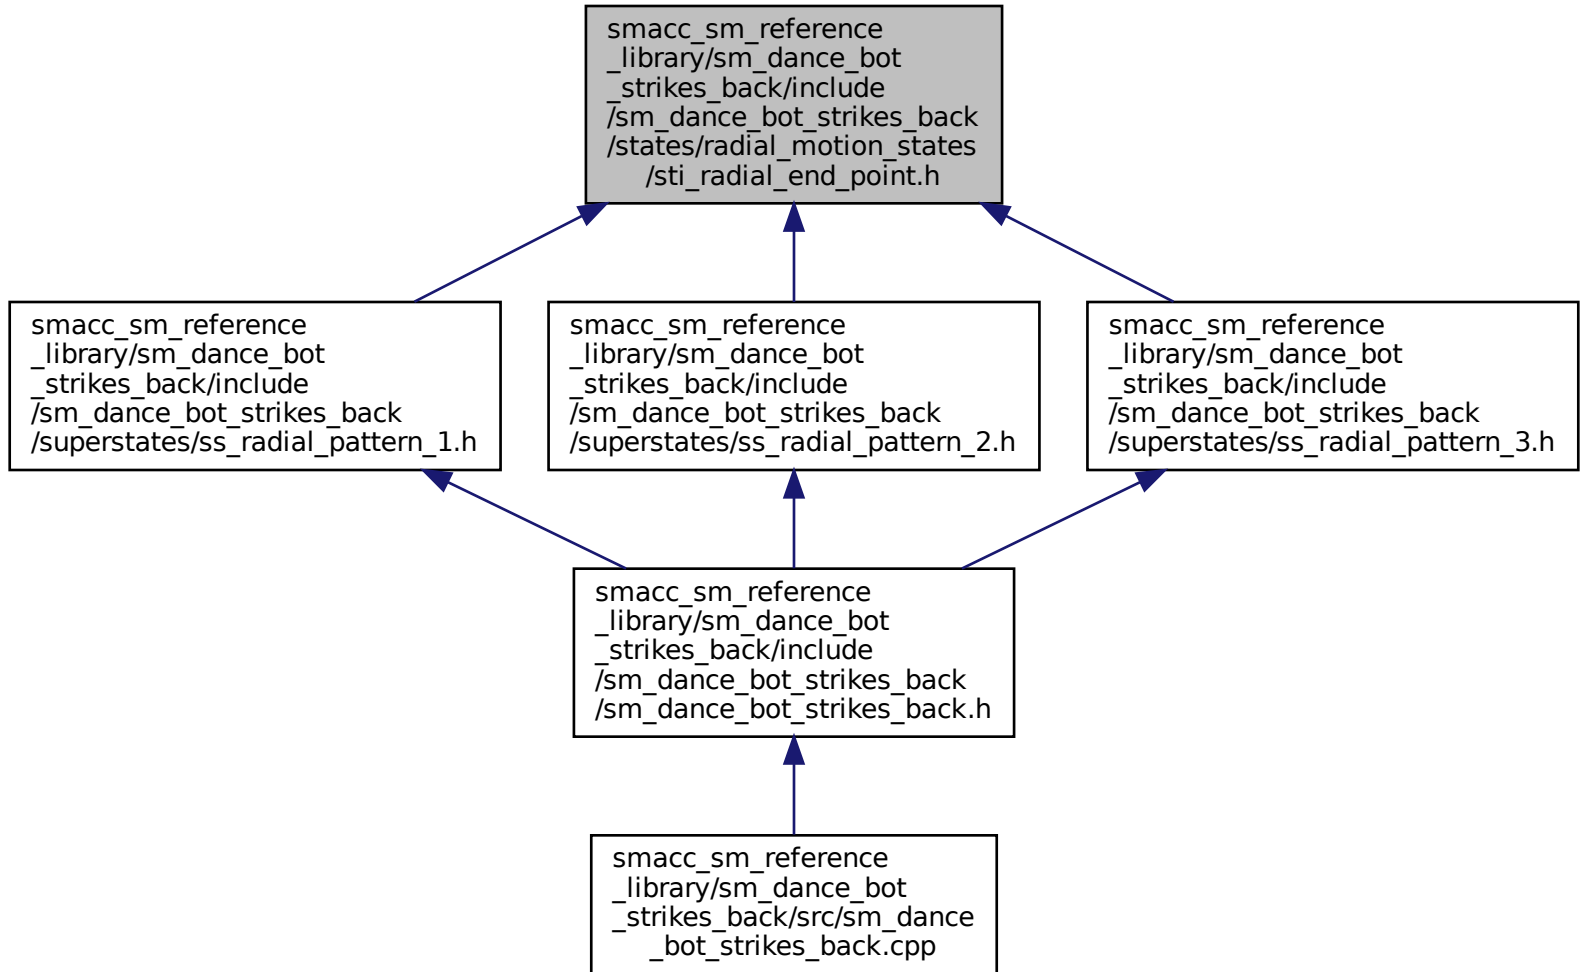 smacc_sm_reference
_library/sm_dance_bot
_strikes_back/include
/sm_dance_bot_strikes_back
/states/radial_motion_states
/sti_radial_end_point.h
smacc_sm_reference
_library/sm_dance_bot
_strikes_back/include
/sm_dance_bot_strikes_back
/superstates/ss_radial_pattern_1.h
smacc_sm_reference
_library/sm_dance_bot
_strikes_back/include
/sm_dance_bot_strikes_back
/superstates/ss_radial_pattern_2.h
smacc_sm_reference
_library/sm_dance_bot
_strikes_back/include
/sm_dance_bot_strikes_back
/superstates/ss_radial_pattern_3.h
smacc_sm_reference
_library/sm_dance_bot
_strikes_back/include
/sm_dance_bot_strikes_back
/sm_dance_bot_strikes_back.h
smacc_sm_reference
_library/sm_dance_bot
_strikes_back/src/sm_dance
_bot_strikes_back.cpp